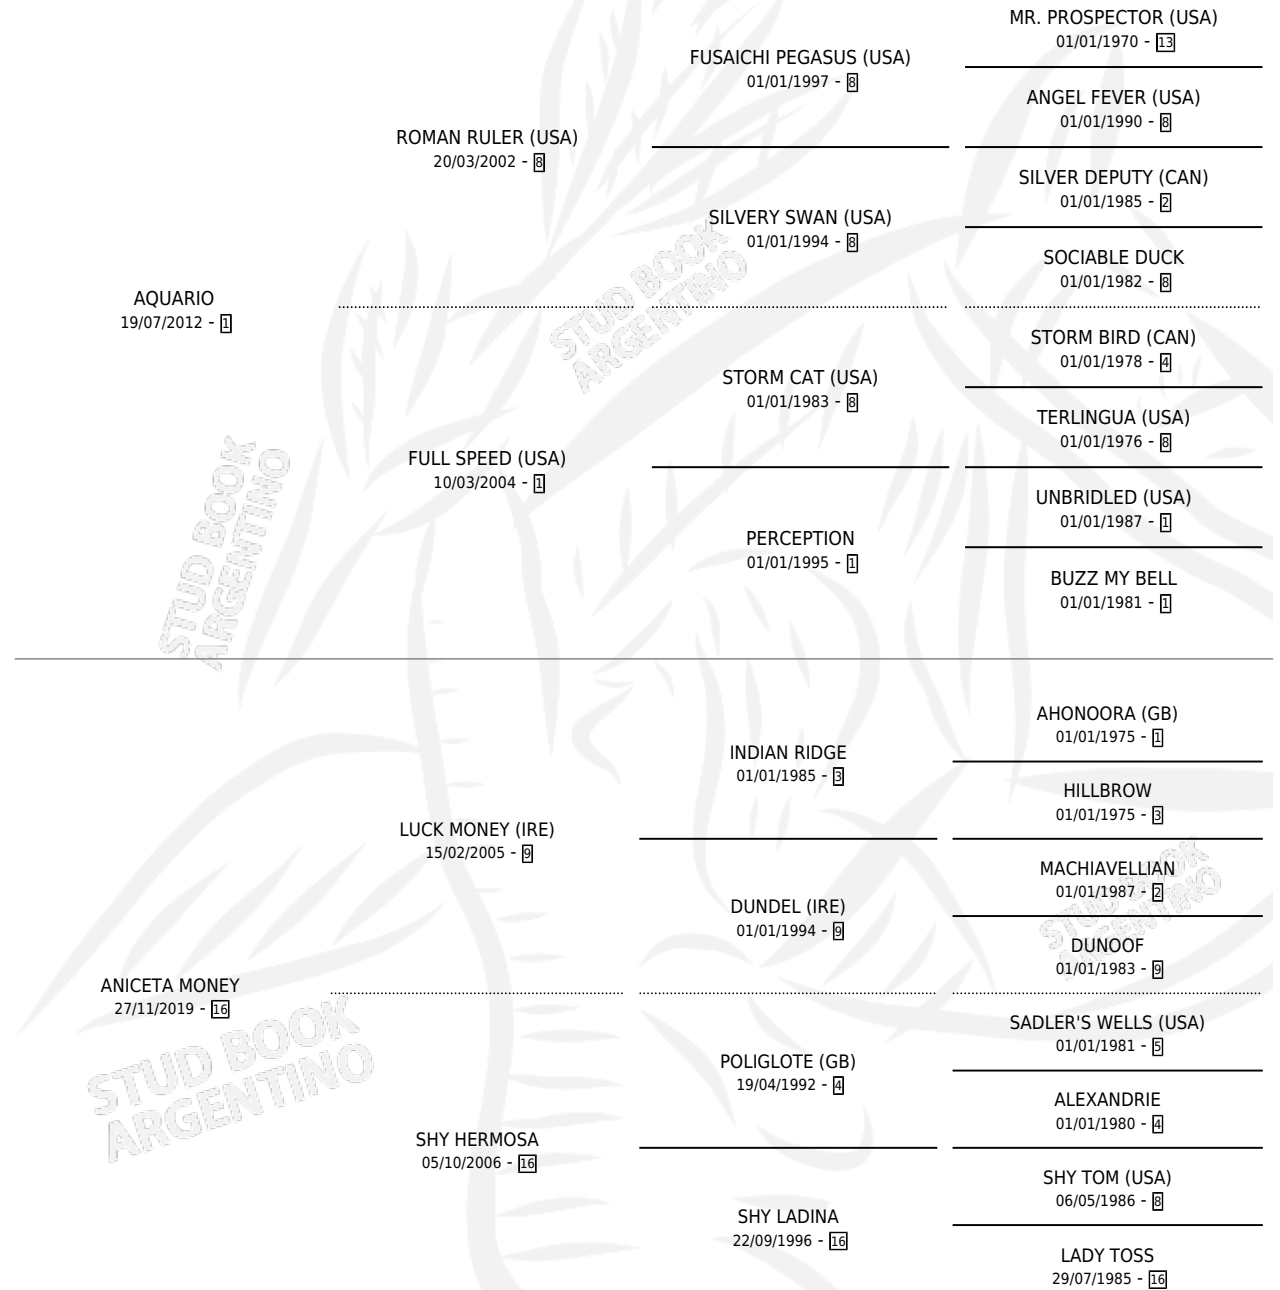 MR. PROSPECTOR (USA)
01/01/1970 - 13
FUSAICHI PEGASUS (USA)
01/01/1997 - 8
ANGEL FEVER (USA)
01/01/1990 - 8
ROMAN RULER (USA)
20/03/2002 - 8
SILVER DEPUTY (CAN)
01/01/1985 - 2
SILVERY SWAN (USA)
01/01/1994 - 8
SOCIABLE DUCK
01/01/1982 - 8
STUD BOOK
ARGENTINO
AQUARIO
19/07/2012 - 1
STORM BIRD (CAN)
01/01/1978 - 4
STORM CAT (USA)
01/01/1983 - 8
TERLINGUA (USA)
01/01/1976 - 8
FULL SPEED (USA)
10/03/2004 - 1
UNBRIDLED (USA)
01/01/1987 - 1
PERCEPTION
01/01/1995 - 1
BUZZ MY BELL
01/01/1981 - 1
STUD BOOK
ARGENTINO
AHONOORA (GB)
01/01/1975 - 1
INDIAN RIDGE
01/01/1985 - 3
HILLBROW
01/01/1975 - 3
LUCK MONEY (IRE)
15/02/2005 - 9
MACHIAVELLIAN
01/01/1987 - 2
DUNDEL (IRE)
01/01/1994 - 9
DUNOOF
01/01/1983 - 9
STUD BOOK
ARGENTINO
ANICETA MONEY
27/11/2019 - 16
SADLER'S WELLS (USA)
01/01/1981 - 5
POLIGLOTE (GB)
19/04/1992 - 4
ALEXANDRIE
01/01/1980 - 4
STUD BOOK
ARGENTINO
SHY HERMOSA
05/10/2006 - 16
SHY TOM (USA)
06/05/1986 - 8
SHY LADINA
22/09/1996 - 16
LADY TOSS
29/07/1985 - 16